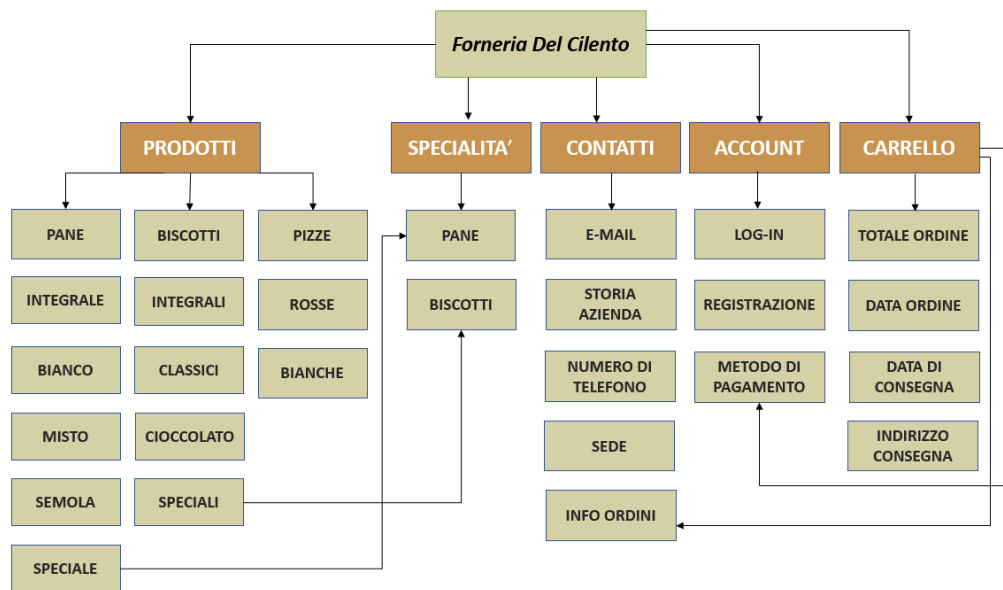 Forneria Del Cilento
PRODOTTI
SPECIALITA’
CONTATTI
ACCOUNT
CARRELLO
PANE
BISCOTTI
PIZZE
PANE
E-MAIL
LOG-IN
TOTALE ORDINE
INTEGRALE
INTEGRALI
ROSSE
BISCOTTI
STORIA
AZIENDA
REGISTRAZIONE
DATA ORDINE
BIANCO
CLASSICI
BIANCHE
NUMERO DI
TELEFONO
METODO DI
PAGAMENTO
DATA DI
CONSEGNA
MISTO
CIOCCOLATO
SEDE
INDIRIZZO
CONSEGNA
SEMOLA
SPECIALI
INFO ORDINI
SPECIALE